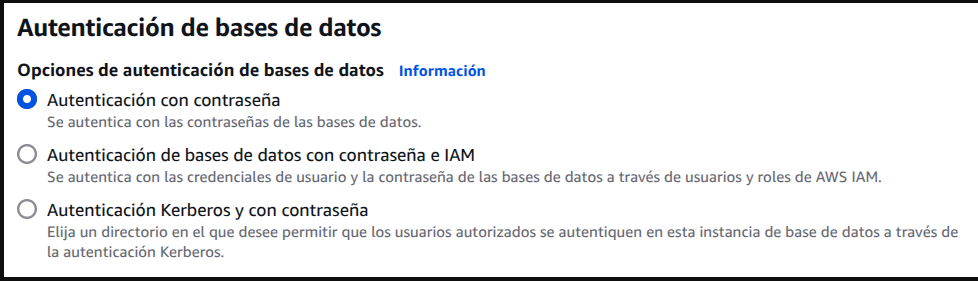 Autenticación de bases de datos
Opciones de autenticación de bases de datos Información
Autenticación con contraseña
Se autentica con las contraseñas de las bases de datos.
Autenticación de bases de datos con contraseña e IAM
Se autentica con las credenciales de usuario y la contraseña de las bases de datos a través de usuarios y roles de AWS IAM.
Autenticación Kerberos y con contraseña
Elija un directorio en el que desee permitir que los usuarios autorizados se autentiquen en esta instancia de base de datos a través de
la autenticación Kerberos.